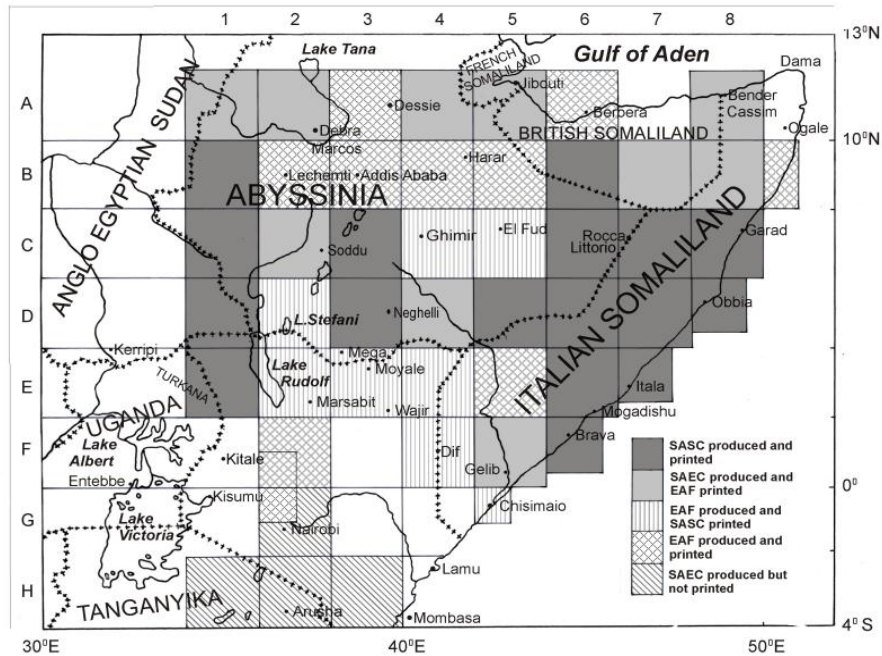 1 2 3 4 5 6 7 8
13°N
Lake Tana
Gulf of Aden
Dama
FRENCH
SOMALILAND
Jibouti
A
Dessie
Berbera
Bender
Cassim
Debra
Marcos
BRITISH SOMALILAND
Ogale
10°N
ANGLO EGYPTIAN SUDAN
B
Lechemti
Addis Ababa
Harar
ABYSSINIA
C
Soddu
Ghimir
El Fud
Rocca
Littorio
Garad
ITALIAN SOMALILAND
D
L.Stefani
Neghelli
Obbia
Kerripi
Mega
Moyale
E
TURKANA
Lake
Rudolf
Marsabit
Wajir
Itala
Mogadishu
UGANDA
F
Lake
Albert
Kitale
Dif
Gelib
Brava
Entebbe
0°
Kisumu
Chisimaio
G
Lake
Victoria
Nairobi
H
Lamu
TANGANYIKA
Arusha
Mombasa
4°S
30°E 40°E 50°E
SASC produced and
printed
SAEC produced and
EAF printed
EAF produced and
SASC printed
EAF produced and
printed
SAEC produced but
not printed